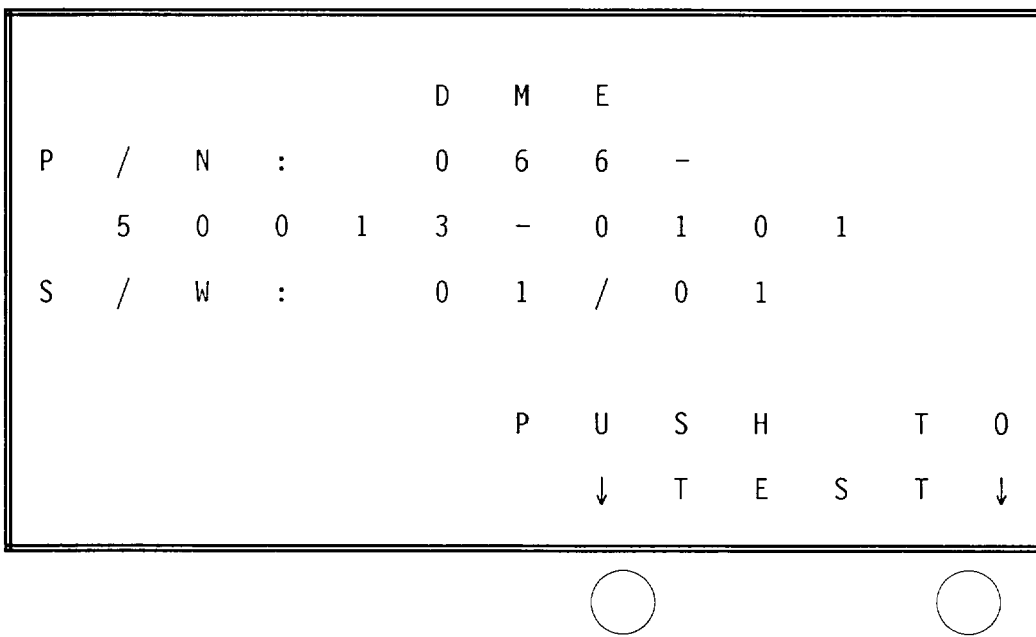 DME
P/N: 066-
50013-0101
S/W: 01/01
PUSH TO
↓TEST↓